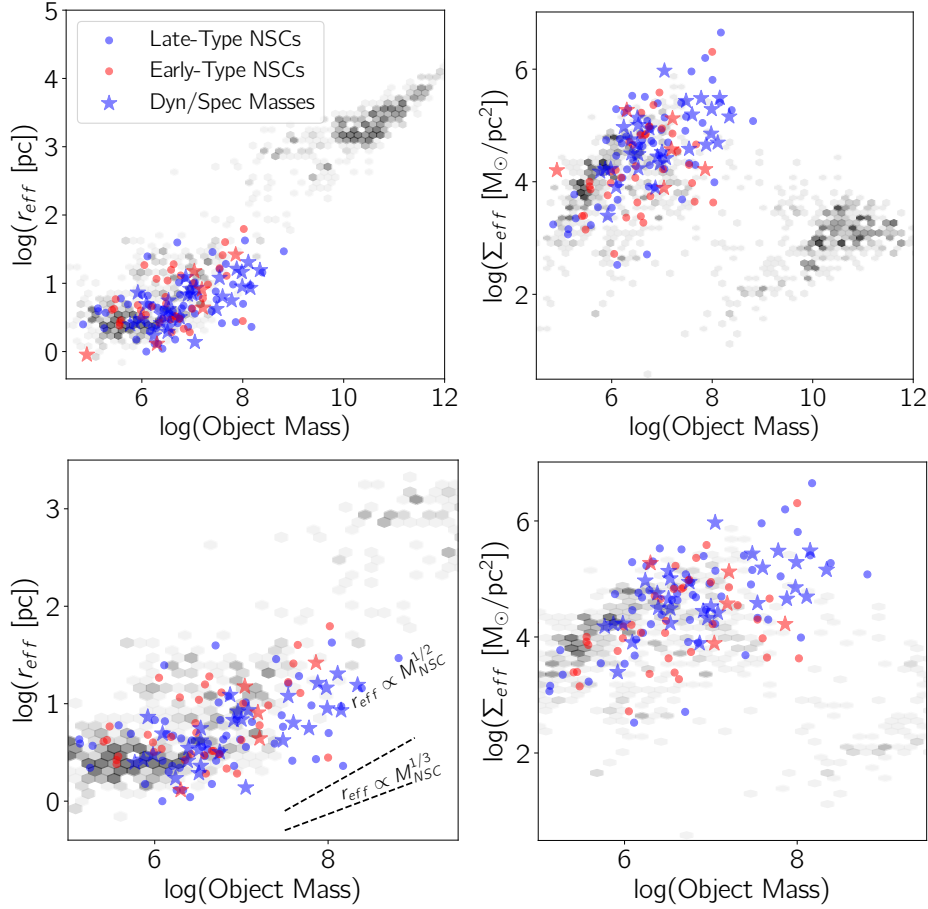 5
4
3
2
1
0
log(r_eff [pc])
Late-Type NSCs
Early-Type NSCs
Dyn/Spec Masses
6 8 10 12
log(Object Mass)
6
4
2
log(Σ_eff [M⊙/pc²])
6 8 10 12
log(Object Mass)
3
2
1
0
log(r_eff [pc])
r_eff ∝ M_NSC^1/2
r_eff ∝ M_NSC^1/3
6 8
log(Object Mass)
6
4
2
log(Σ_eff [M⊙/pc²])
6 8
log(Object Mass)